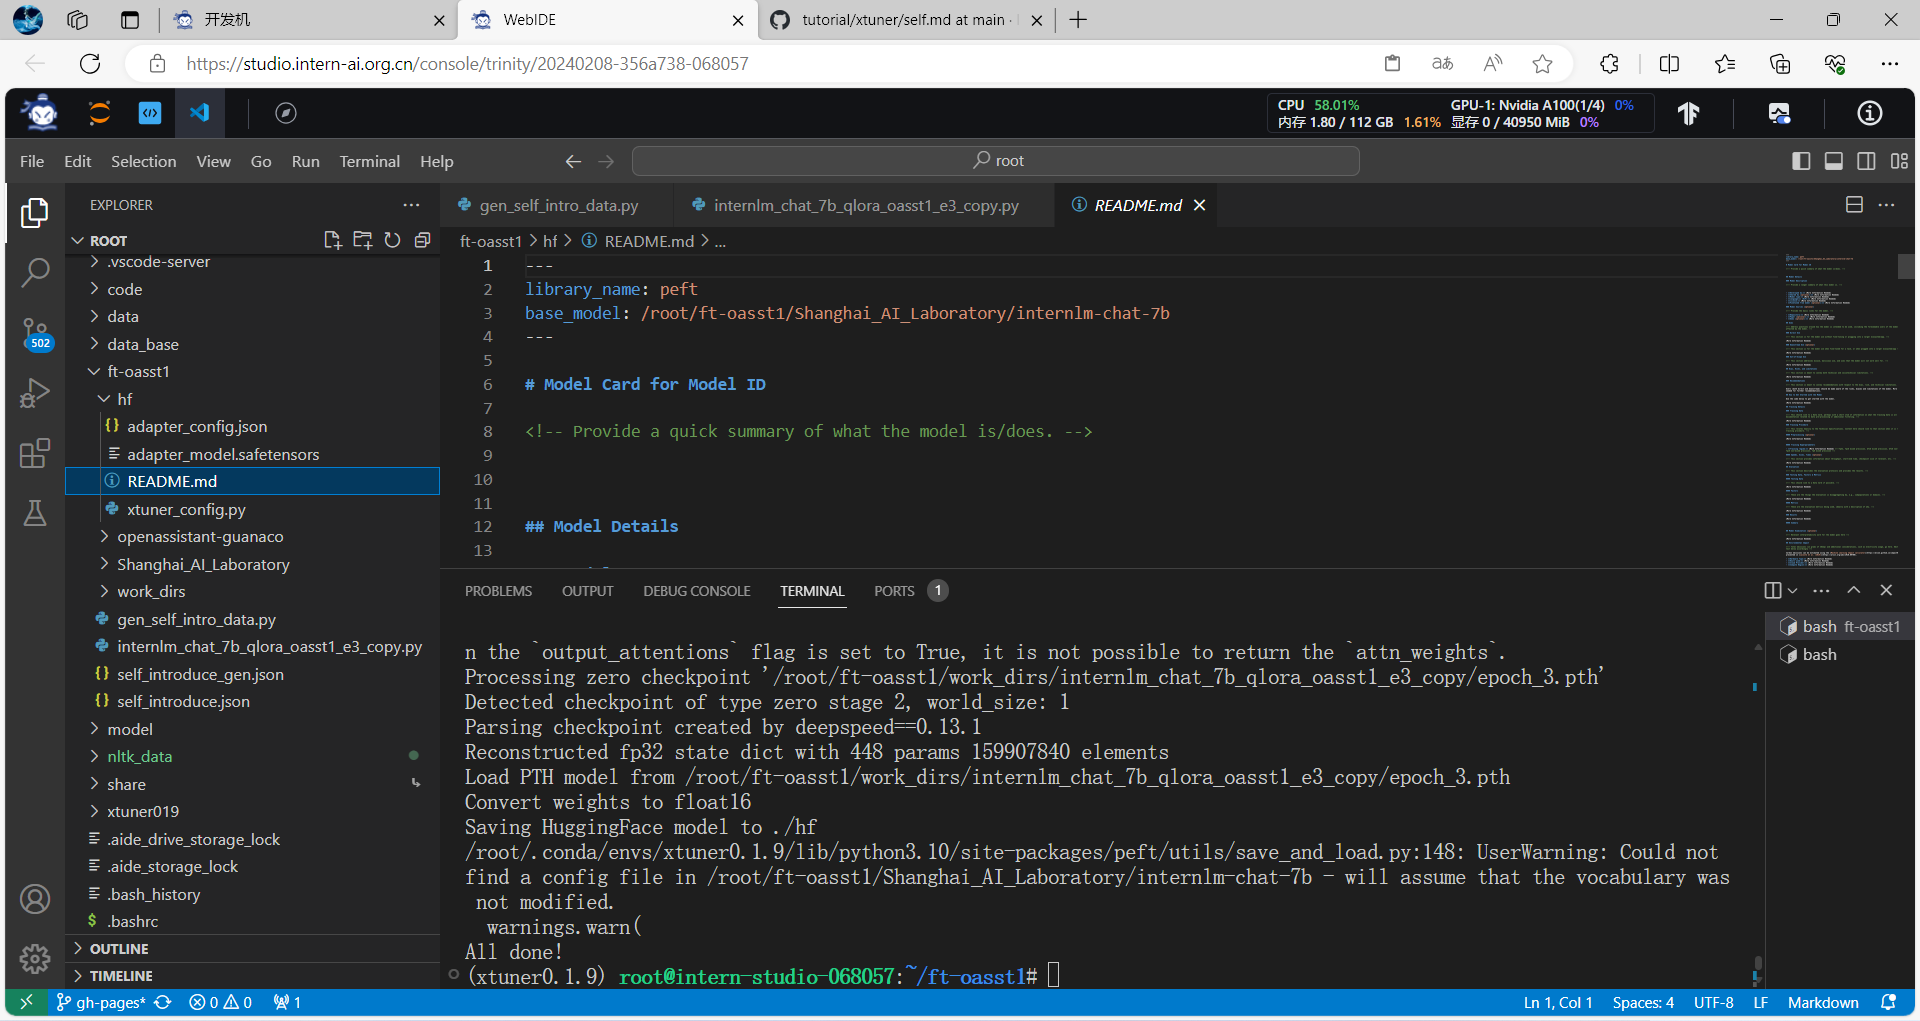 开发机
WebIDE
tutorial/xtuner/self.md at main ·
https://studio.intern-ai.org.cn/console/trinity/20240208-356a738-068057
CPU 58.01% GPU-1: Nvidia A100(1/4) 0%
内存 1.80 / 112 GB 1.61% 显存 0 / 40950 MiB 0%
File Edit Selection View Go Run Terminal Help
root
EXPLORER
ROOT
.vscode-server
code
data
data_base
ft-oasst1
hf
adapter_config.json
adapter_model.safetensors
README.md
xtuner_config.py
openassistant-guanaco
Shanghai_AI_Laboratory
work_dirs
gen_self_intro_data.py
internlm_chat_7b_qlora_oasst1_e3_copy.py
self_introduce_gen.json
self_introduce.json
model
nltk_data
share
xtuner019
.aide_drive_storage_lock
.aide_storage_lock
.bash_history
.bashrc
OUTLINE
TIMELINE
502
gen_self_intro_data.py internlm_chat_7b_qlora_oasst1_e3_copy.py README.md
ft-oasst1 > hf > README.md > ...
1 ---
2 library_name: peft
3 base_model: /root/ft-oasst1/Shanghai_AI_Laboratory/internlm-chat-7b
4 ---
5
6 # Model Card for Model ID
7
8 <!-- Provide a quick summary of what the model is/does. -->
9
10
11
12 ## Model Details
13
PROBLEMS OUTPUT DEBUG CONSOLE TERMINAL PORTS 1
n the `output_attentions` flag is set to True, it is not possible to return the `attn_weights`.
Processing zero checkpoint '/root/ft-oasst1/work_dirs/internlm_chat_7b_qlora_oasst1_e3_copy/epoch_3.pth'
Detected checkpoint of type zero stage 2, world_size: 1
Parsing checkpoint created by deepspeed==0.13.1
Reconstructed fp32 state dict with 448 params 159907840 elements
Load PTH model from /root/ft-oasst1/work_dirs/internlm_chat_7b_qlora_oasst1_e3_copy/epoch_3.pth
Convert weights to float16
Saving HuggingFace model to ./hf
/root/.conda/envs/xtuner0.1.9/lib/python3.10/site-packages/peft/utils/save_and_load.py:148: UserWarning: Could not
find a config file in /root/ft-oasst1/Shanghai_AI_Laboratory/internlm-chat-7b - will assume that the vocabulary was
not modified.
warnings.warn(
All done!
(xtuner0.1.9) root@intern-studio-068057:~/ft-oasst1#
bash ft-oasst1
bash
gh-pages* 0 0 1 Ln 1, Col 1 Spaces: 4 UTF-8 LF Markdown